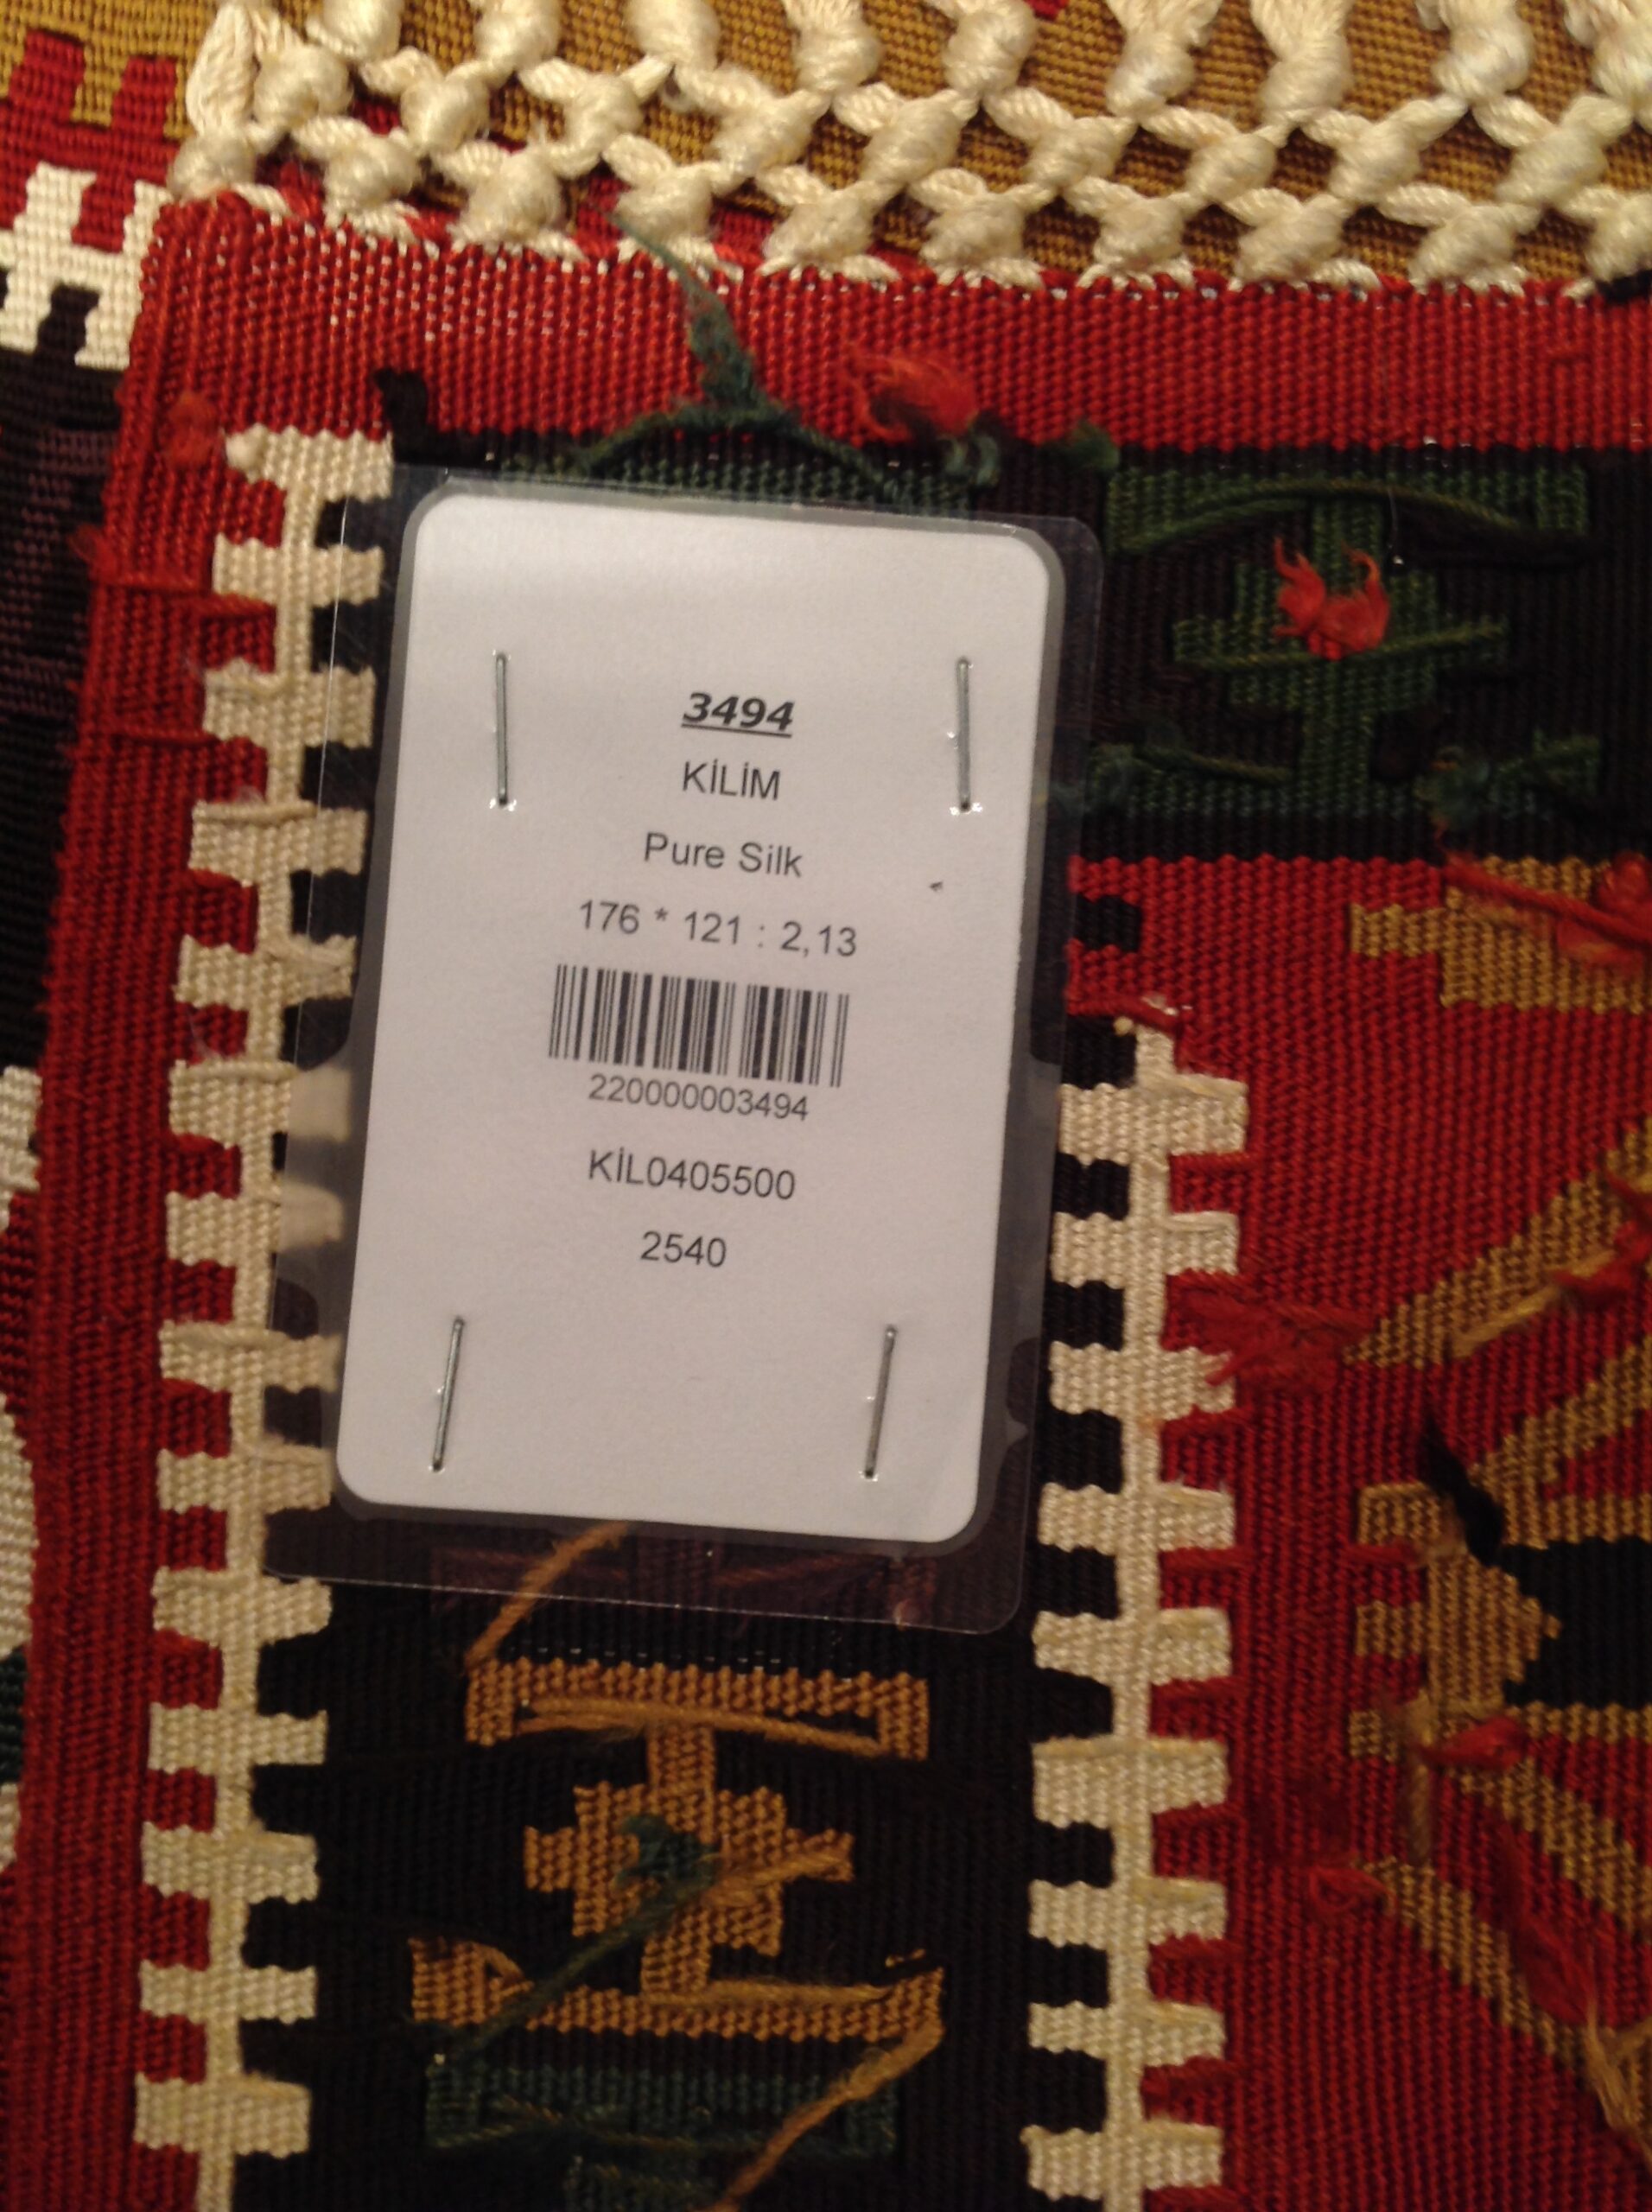 3494
KİLİM
Pure Silk
176 * 121 : 2,13
220000003494
KİL0405500
2540